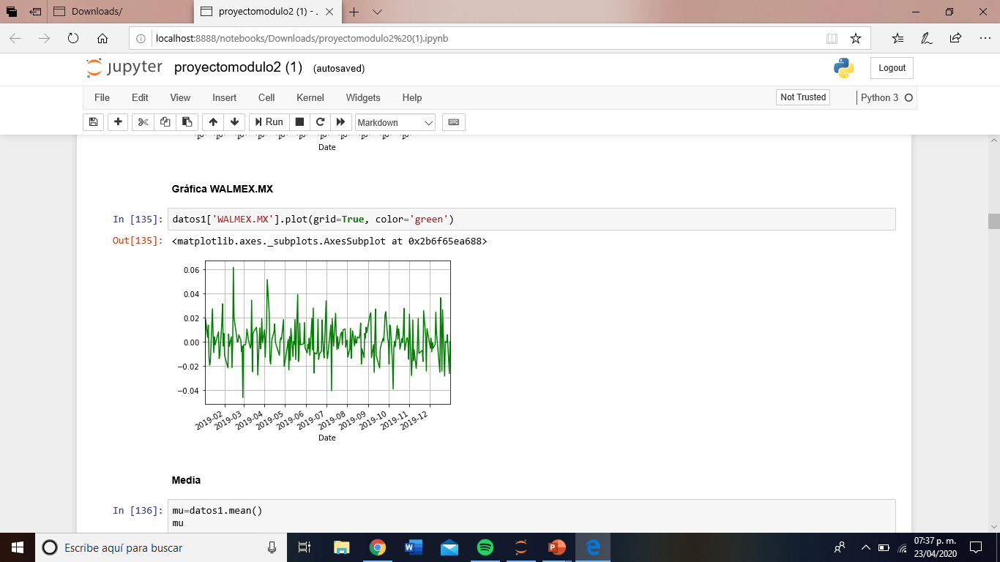 Downloads/
proyectomodulo2 (1) - .
localhost:8888/notebooks/Downloads/proyectomodulo2%20(1).ipynb
jupyter proyectomodulo2 (1) (autosaved)
Logout
File Edit View Insert Cell Kernel Widgets Help
Not Trusted
Python 3
Run
Markdown
Date
Gráfica WALMEX.MX
In [135]: datos1['WALMEX.MX'].plot(grid=True, color='green')
Out[135]: <matplotlib.axes._subplots.AxesSubplot at 0x2b6f65ea688>
0.06
0.04
0.02
0.00
−0.02
−0.04
2019-02
2019-03
2019-04
2019-05
2019-06
2019-07
2019-08
2019-09
2019-10
2019-11
2019-12
Date
Media
In [136]: mu=datos1.mean()
mu
Escribe aquí para buscar
07:37 p. m.
23/04/2020